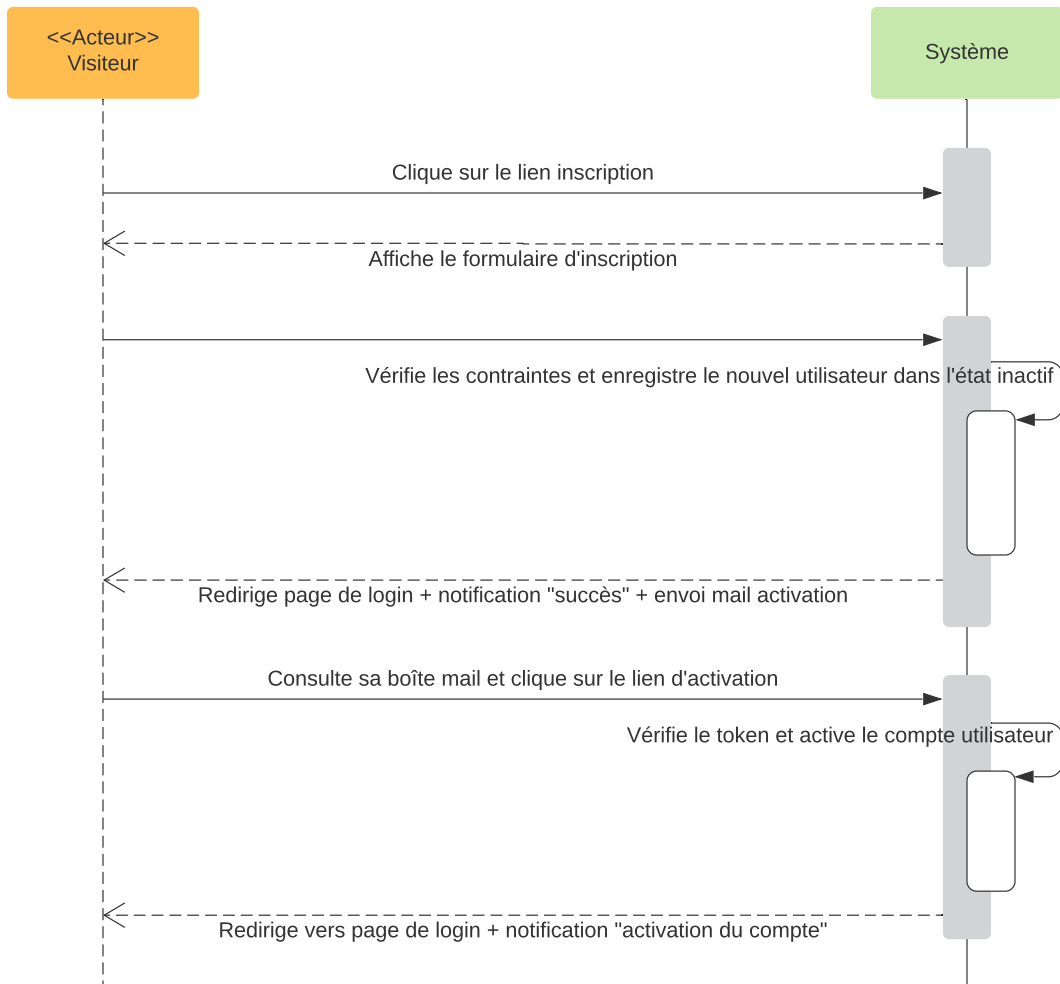 <<Acteur>>
Visiteur
Système
Clique sur le lien inscription
Affiche le formulaire d'inscription
Vérifie les contraintes et enregistre le nouvel utilisateur dans l'état inactif
Redirige page de login + notification "succès" + envoi mail activation
Consulte sa boîte mail et clique sur le lien d'activation
Vérifie le token et active le compte utilisateur
Redirige vers page de login + notification "activation du compte"